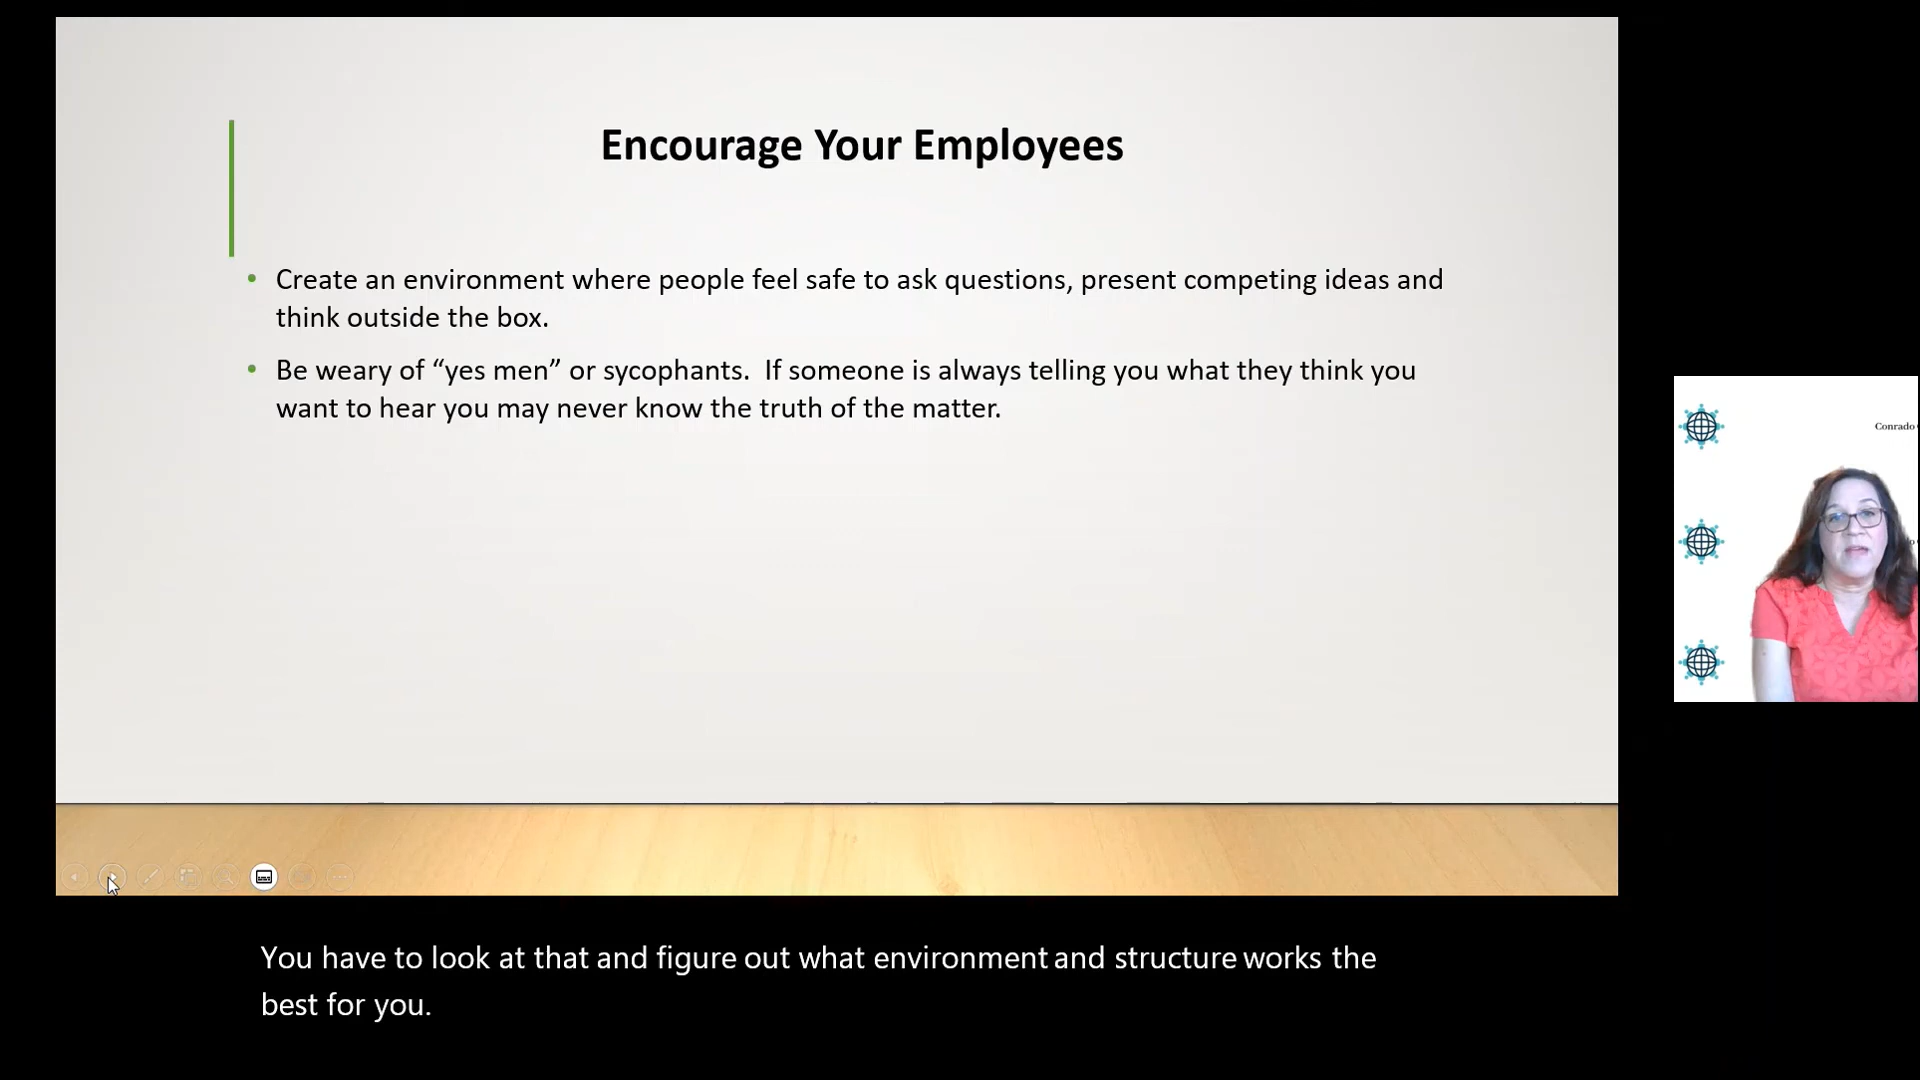 Encourage Your Employees
• Create an environment where people feel safe to ask questions, present competing ideas and
think outside the box.
• Be weary of “yes men” or sycophants.  If someone is always telling you what they think you
want to hear you may never know the truth of the matter.
Conrado
You have to look at that and figure out what environment and structure works the
best for you.